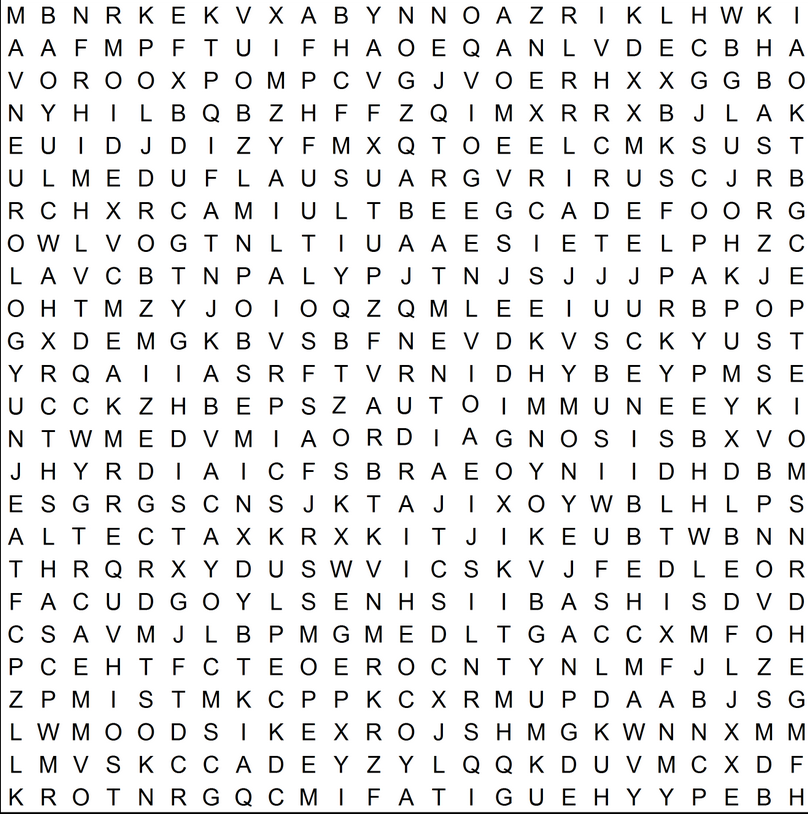 M B N R K E K V X A B Y N N O A Z R I K L H W K I
A A F M P F T U I F H A O E Q A N L V D E C B H A
V O R O O X P O M P C V G J V O E R H X X G G B O
N Y H I L B Q B Z H F F Z Q I M X R R X B J L A K
E U I D J D I Z Y F M X Q T O E E L C M K S U S T
U L M E D U F L A U S U A R G V R I R U S C J R B
R C H X R C A M I U L T B E E G C A D E F O O R G
O W L V O G T N L T I U A A E S I E T E L P H Z C
L A V C B T N P A L Y P J T N J S J J J P A K J E
O H T M Z Y J O I O Q Z Q M L E E I U U R B P O P
G X D E M G K B V S B F N E V D K V S C K Y U S T
Y R Q A I I A S R F T V R N I D H Y B E Y P M S E
U C C K Z H B E P S Z A U T O I M M U N E E Y K I
N T W M E D V M I A O R D I A G N O S I S B X V O
J H Y R D I A I C F S B R A E O Y N I I D H D B M
E S G R G S C N S J K T A J I X O Y W B L H L P S
A L T E C T A X K R X K I T J I K E U B T W B N N
T H R Q R X Y D U S W V I C S K V J F E D L E O R
F A C U D G O Y L S E N H S I I B A S H I S D V D
C S A V M J L B P M G M E D L T G A C C X M F O H
P C E H T F C T E O E R O C N T Y N L M F J L Z E
Z P M I S T M K C P P K C X R M U P D A A B J S G
L W M O O D S I K E X R O J S H M G K W N N X M M
L M V S K C C A D E Y Z Y L Q Q K D U V M C X D F
K R O T N R G Q C M I F A T I G U E H Y Y P E B H